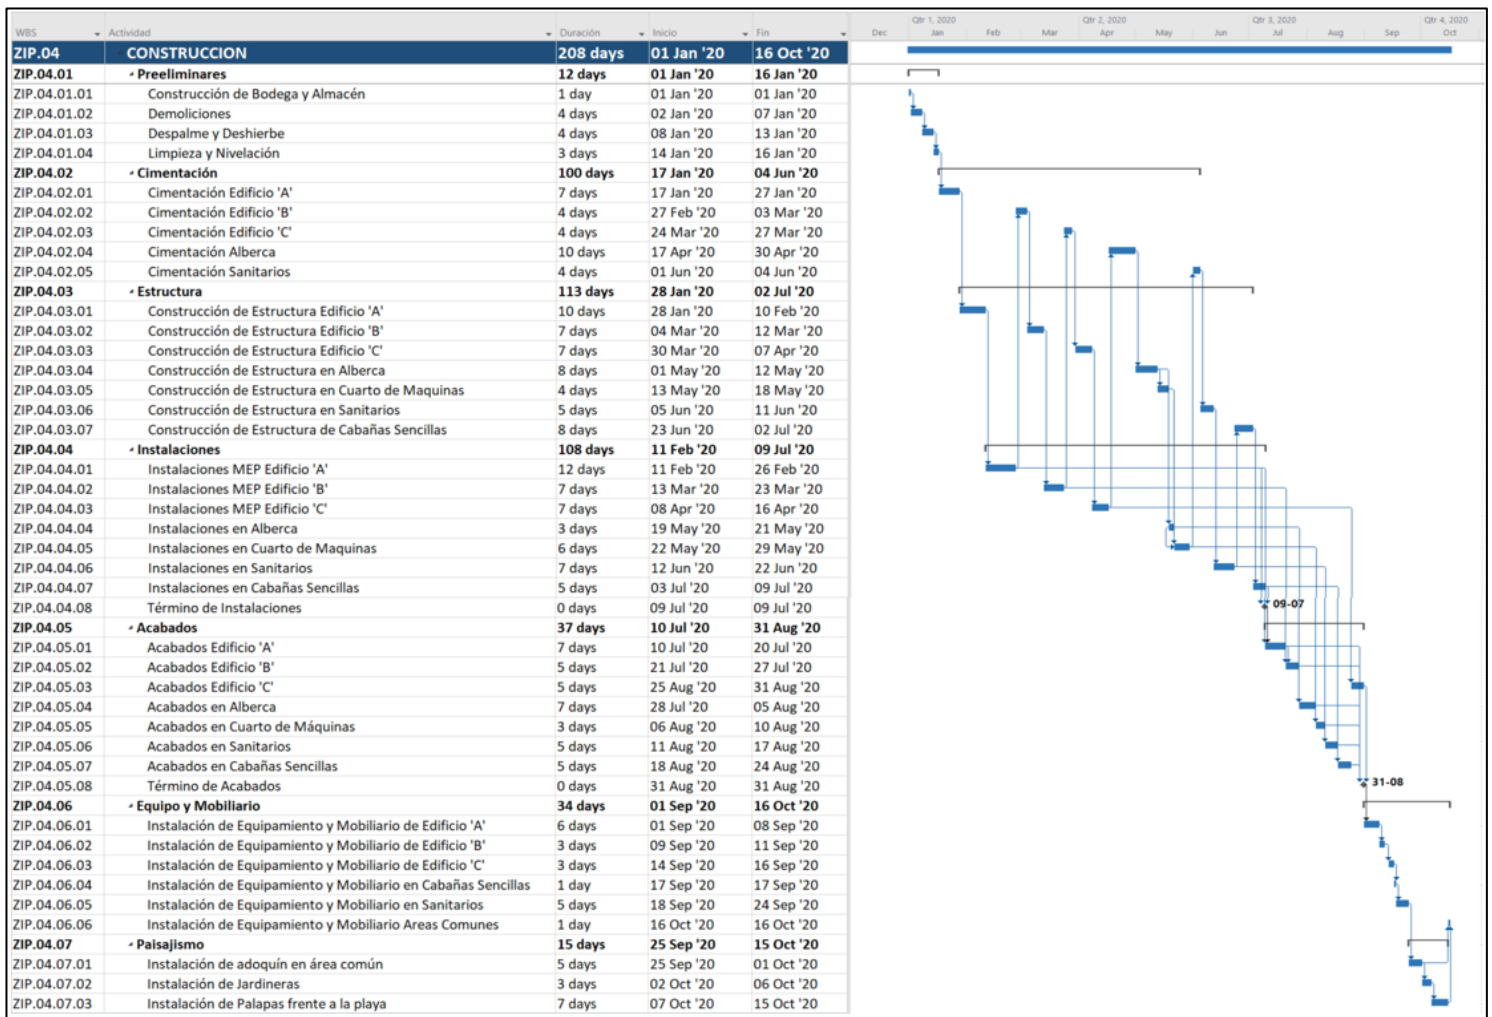 Qtr 1, 2020 Qtr 2, 2020 Qtr 3, 2020 Qtr 4, 2020
WBS Actividad Duración Inicio Fin Dec Jan Feb Mar Apr May Jun Jul Aug Sep Oct
ZIP.04 CONSTRUCCION 208 days 01 Jan '20 16 Oct '20
ZIP.04.01 Preeliminares 12 days 01 Jan '20 16 Jan '20
ZIP.04.01.01 Construcción de Bodega y Almacén 1 day 01 Jan '20 01 Jan '20
ZIP.04.01.02 Demoliciones 4 days 02 Jan '20 07 Jan '20
ZIP.04.01.03 Despalme y Deshierbe 4 days 08 Jan '20 13 Jan '20
ZIP.04.01.04 Limpieza y Nivelación 3 days 14 Jan '20 16 Jan '20
ZIP.04.02 Cimentación 100 days 17 Jan '20 04 Jun '20
ZIP.04.02.01 Cimentación Edificio 'A' 7 days 17 Jan '20 27 Jan '20
ZIP.04.02.02 Cimentación Edificio 'B' 4 days 27 Feb '20 03 Mar '20
ZIP.04.02.03 Cimentación Edificio 'C' 4 days 24 Mar '20 27 Mar '20
ZIP.04.02.04 Cimentación Alberca 10 days 17 Apr '20 30 Apr '20
ZIP.04.02.05 Cimentación Sanitarios 4 days 01 Jun '20 04 Jun '20
ZIP.04.03 Estructura 113 days 28 Jan '20 02 Jul '20
ZIP.04.03.01 Construcción de Estructura Edificio 'A' 10 days 28 Jan '20 10 Feb '20
ZIP.04.03.02 Construcción de Estructura Edificio 'B' 7 days 04 Mar '20 12 Mar '20
ZIP.04.03.03 Construcción de Estructura Edificio 'C' 7 days 30 Mar '20 07 Apr '20
ZIP.04.03.04 Construcción de Estructura en Alberca 8 days 01 May '20 12 May '20
ZIP.04.03.05 Construcción de Estructura en Cuarto de Maquinas 4 days 13 May '20 18 May '20
ZIP.04.03.06 Construcción de Estructura en Sanitarios 5 days 05 Jun '20 11 Jun '20
ZIP.04.03.07 Construcción de Estructura de Cabañas Sencillas 8 days 23 Jun '20 02 Jul '20
ZIP.04.04 Instalaciones 108 days 11 Feb '20 09 Jul '20
ZIP.04.04.01 Instalaciones MEP Edificio 'A' 12 days 11 Feb '20 26 Feb '20
ZIP.04.04.02 Instalaciones MEP Edificio 'B' 7 days 13 Mar '20 23 Mar '20
ZIP.04.04.03 Instalaciones MEP Edificio 'C' 7 days 08 Apr '20 16 Apr '20
ZIP.04.04.04 Instalaciones en Alberca 3 days 19 May '20 21 May '20
ZIP.04.04.05 Instalaciones en Cuarto de Maquinas 6 days 22 May '20 29 May '20
ZIP.04.04.06 Instalaciones en Sanitarios 7 days 12 Jun '20 22 Jun '20
ZIP.04.04.07 Instalaciones en Cabañas Sencillas 5 days 03 Jul '20 09 Jul '20
ZIP.04.04.08 Término de Instalaciones 0 days 09 Jul '20 09 Jul '20 09-07
ZIP.04.05 Acabados 37 days 10 Jul '20 31 Aug '20
ZIP.04.05.01 Acabados Edificio 'A' 7 days 10 Jul '20 20 Jul '20
ZIP.04.05.02 Acabados Edificio 'B' 5 days 21 Jul '20 27 Jul '20
ZIP.04.05.03 Acabados Edificio 'C' 5 days 25 Aug '20 31 Aug '20
ZIP.04.05.04 Acabados en Alberca 7 days 28 Jul '20 05 Aug '20
ZIP.04.05.05 Acabados en Cuarto de Máquinas 3 days 06 Aug '20 10 Aug '20
ZIP.04.05.06 Acabados en Sanitarios 5 days 11 Aug '20 17 Aug '20
ZIP.04.05.07 Acabados en Cabañas Sencillas 5 days 18 Aug '20 24 Aug '20
ZIP.04.05.08 Término de Acabados 0 days 31 Aug '20 31 Aug '20 31-08
ZIP.04.06 Equipo y Mobiliario 34 days 01 Sep '20 16 Oct '20
ZIP.04.06.01 Instalación de Equipamiento y Mobiliario de Edificio 'A' 6 days 01 Sep '20 08 Sep '20
ZIP.04.06.02 Instalación de Equipamiento y Mobiliario de Edificio 'B' 3 days 09 Sep '20 11 Sep '20
ZIP.04.06.03 Instalación de Equipamiento y Mobiliario de Edificio 'C' 3 days 14 Sep '20 16 Sep '20
ZIP.04.06.04 Instalación de Equipamiento y Mobiliario en Cabañas Sencillas 1 day 17 Sep '20 17 Sep '20
ZIP.04.06.05 Instalación de Equipamiento y Mobiliario en Sanitarios 5 days 18 Sep '20 24 Sep '20
ZIP.04.06.06 Instalación de Equipamiento y Mobiliario Areas Comunes 1 day 16 Oct '20 16 Oct '20
ZIP.04.07 Paisajismo 15 days 25 Sep '20 15 Oct '20
ZIP.04.07.01 Instalación de adoquín en área común 5 days 25 Sep '20 01 Oct '20
ZIP.04.07.02 Instalación de Jardineras 3 days 02 Oct '20 06 Oct '20
ZIP.04.07.03 Instalación de Palapas frente a la playa 7 days 07 Oct '20 15 Oct '20